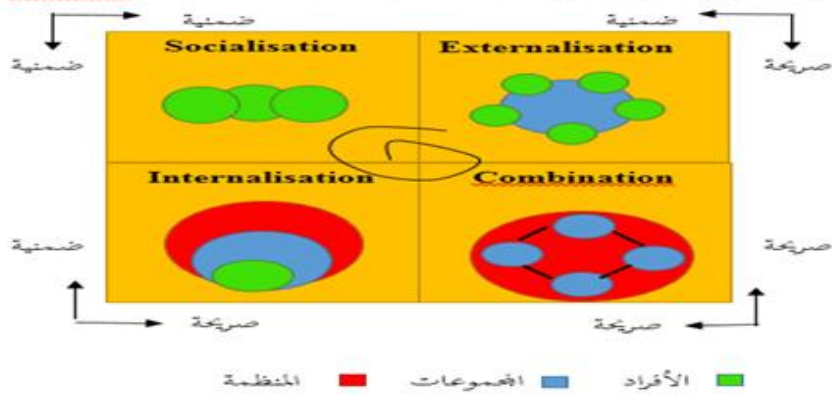 ضمنية ضمنية
ضمنية Socialisation Externalisation صريحة
Internalisation Combination
ضمنية صريحة
صريحة صريحة
الأفراد المجموعات المنظمة